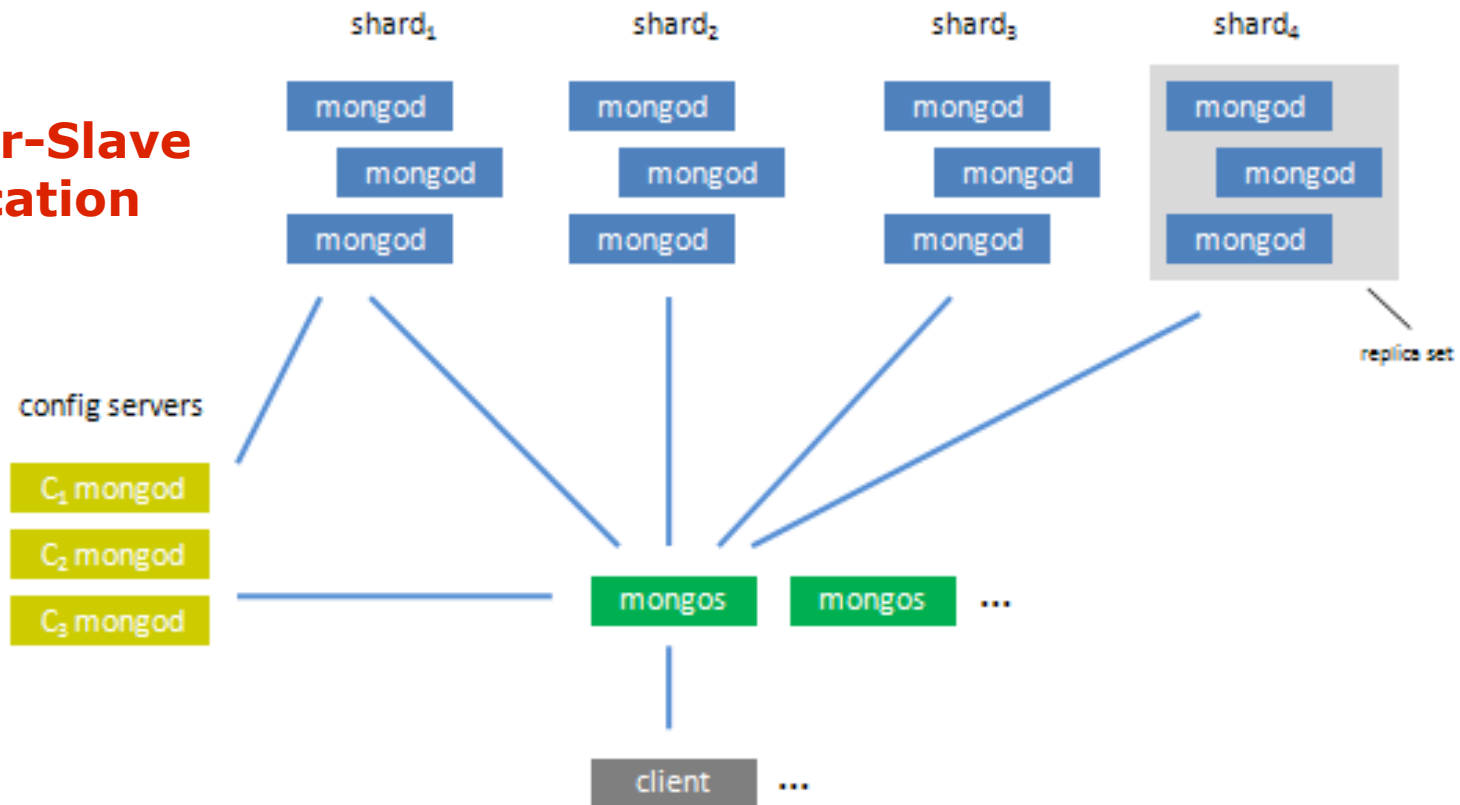 shard₁ shard₂ shard₃ shard₄
mongod mongod mongod mongod
r-Slave
mongod mongod mongod mongod
cation
mongod mongod mongod mongod
replica set
config servers
C₁ mongod
C₂ mongod
C₃ mongod
mongos mongos ...
client ...